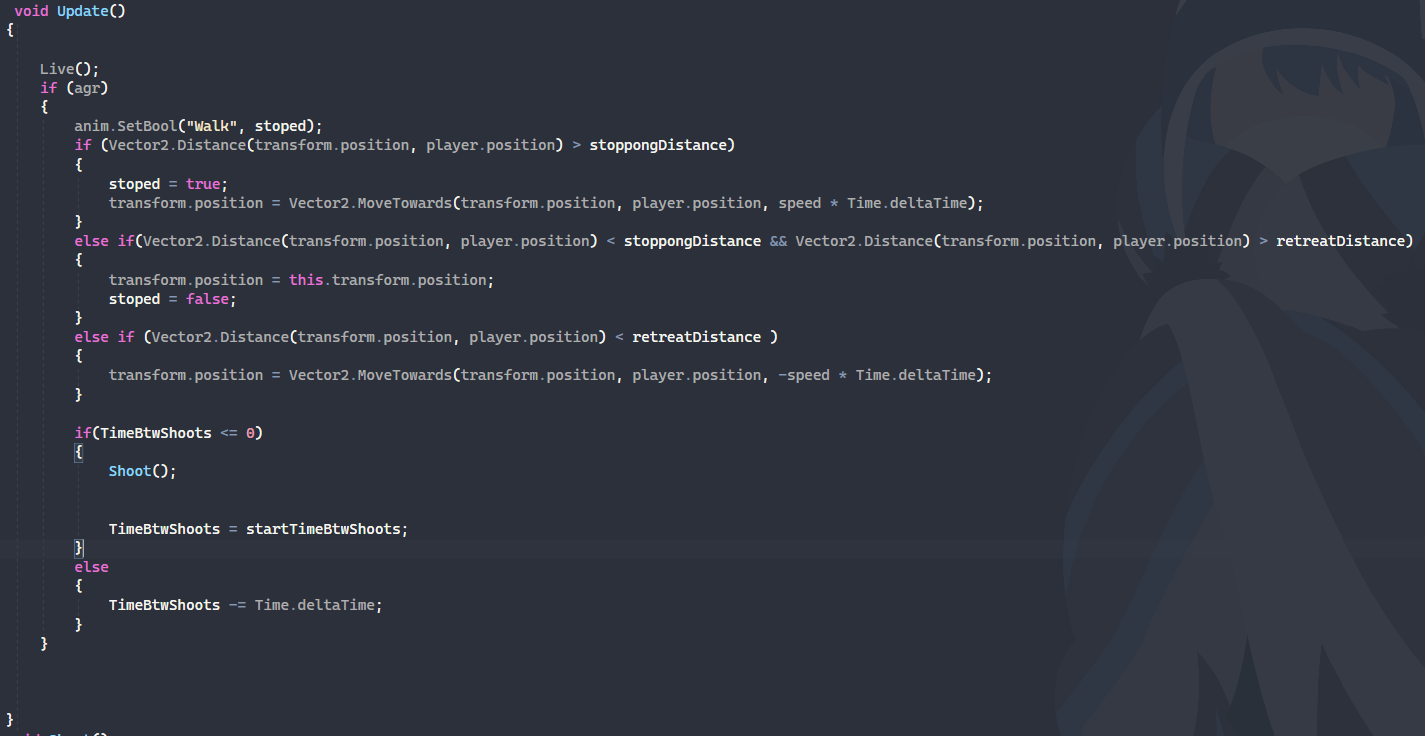 void Update()
{
Live();
if (agr)
{
anim.SetBool("Walk", stoped);
if (Vector2.Distance(transform.position, player.position) > stoppongDistance)
{
stoped = true;
transform.position = Vector2.MoveTowards(transform.position, player.position, speed * Time.deltaTime);
}
else if(Vector2.Distance(transform.position, player.position) < stoppongDistance && Vector2.Distance(transform.position, player.position) > retreatDistance)
{
transform.position = this.transform.position;
stoped = false;
}
else if (Vector2.Distance(transform.position, player.position) < retreatDistance )
{
transform.position = Vector2.MoveTowards(transform.position, player.position, -speed * Time.deltaTime);
}
if(TimeBtwShoots <= 0)
{
Shoot();
TimeBtwShoots = startTimeBtwShoots;
}
else
{
TimeBtwShoots -= Time.deltaTime;
}
}
}